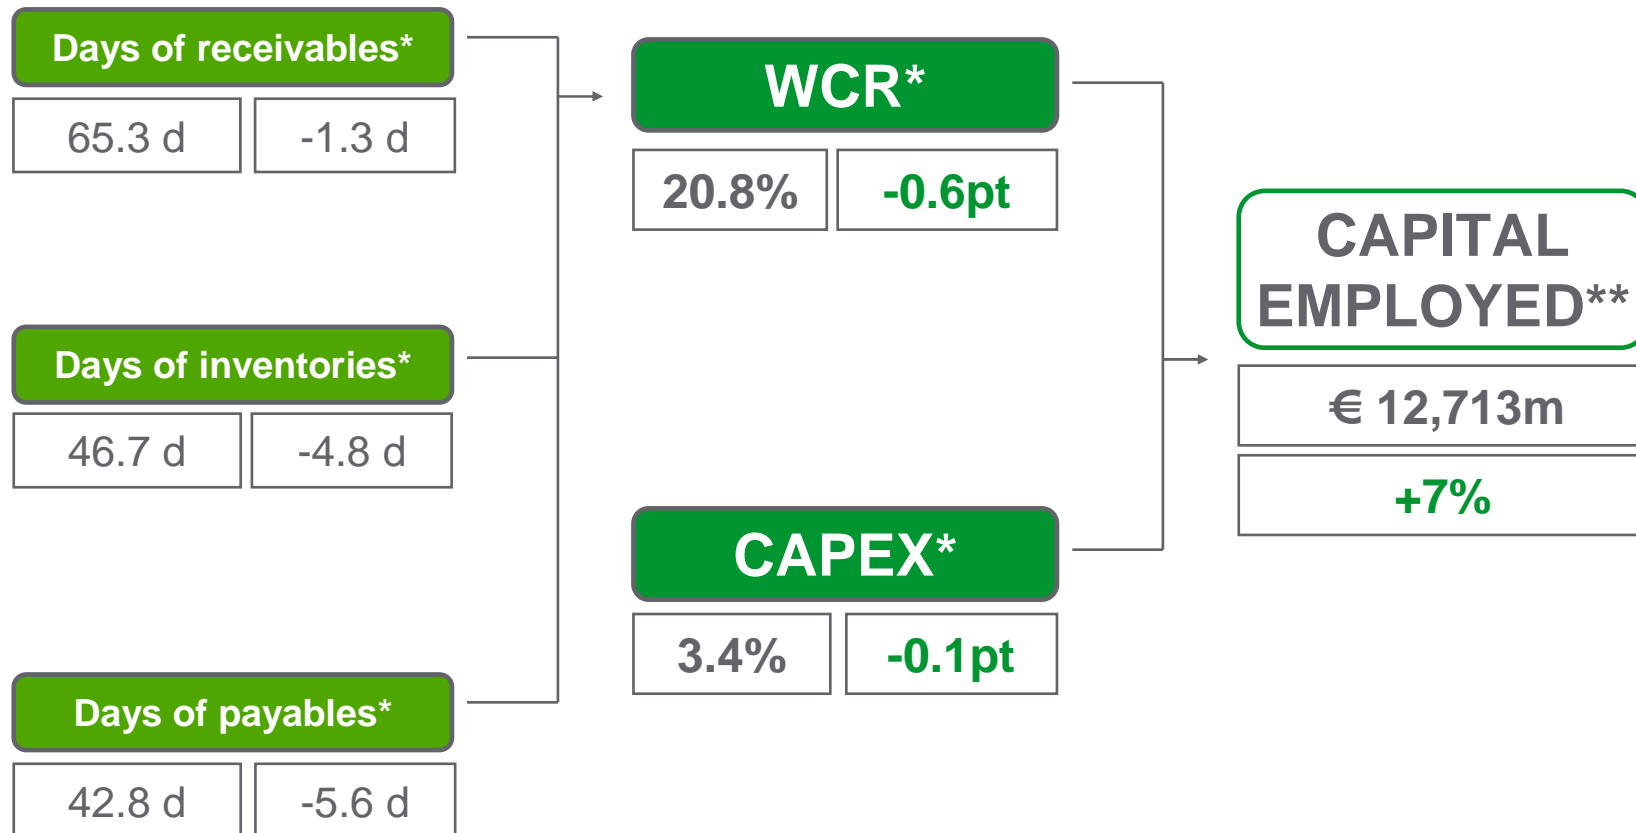 Days of receivables*
65.3 d
-1.3 d
Days of inventories*
46.7 d
-4.8 d
Days of payables*
42.8 d
-5.6 d
WCR*
20.8%
-0.6pt
CAPEX*
3.4%
-0.1pt
CAPITAL
EMPLOYED**
€ 12,713m
+7%